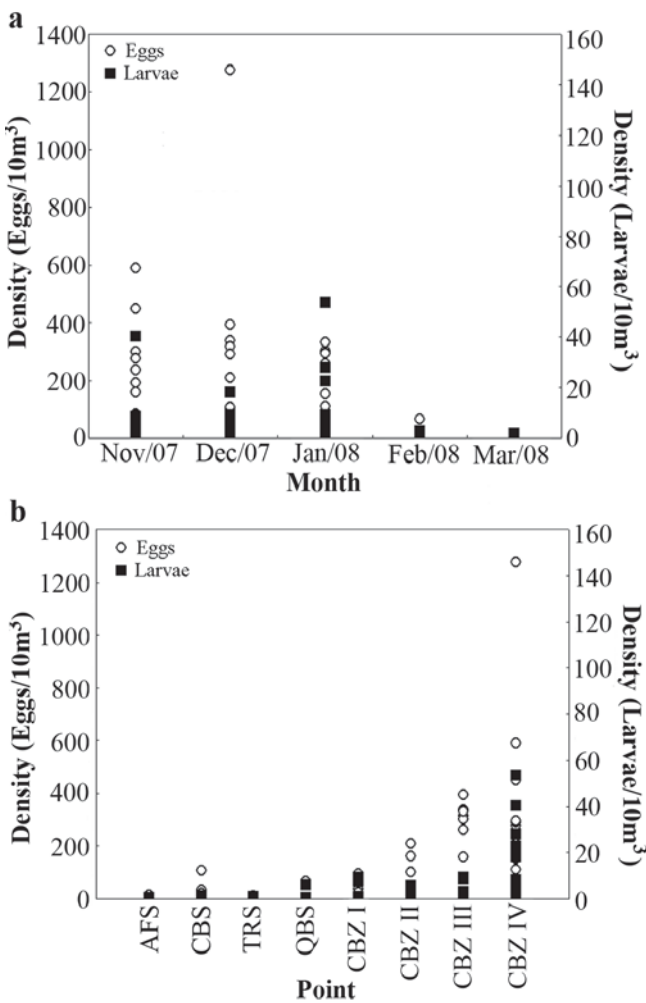 a
1400
1200
1000
800
600
400
200
0
160
140
120
100
80
60
40
20
0
Eggs
Larvae
Density (Eggs/10m³)
Density (Larvae/10m³)
Nov/07 Dec/07 Jan/08 Feb/08 Mar/08
Month
b
1400
1200
1000
800
600
400
200
0
160
140
120
100
80
60
40
20
0
Eggs
Larvae
Density (Eggs/10m³)
Density (Larvae/10m³)
AFS
CBS
TRS
QBS
CBZ I
CBZ II
CBZ III
CBZ IV
Point